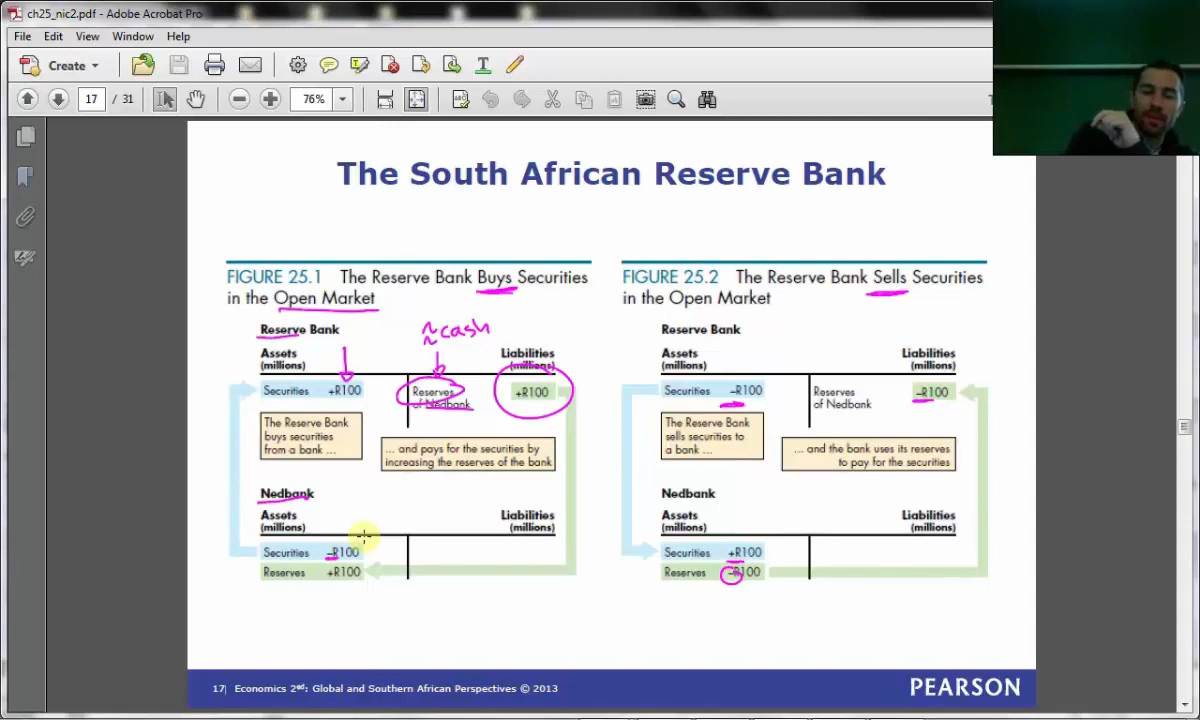 ch25_nic2.pdf - Adobe Acrobat Pro
File Edit View Window Help
Create
17 / 31 76%
The South African Reserve Bank
FIGURE 25.1 The Reserve Bank Buys Securities
in the Open Market
Reserve Bank
~cash
~
Assets
(millions)
Liabilities
(millions)
Securities +R100
Reserves
of Nedbank
+R100
The Reserve Bank
buys securities
from a bank ...
... and pays for the securities by
increasing the reserves of the bank
Nedbank
Assets
(millions)
Liabilities
(millions)
Securities –R100
Reserves +R100
FIGURE 25.2 The Reserve Bank Sells Securities
in the Open Market
Reserve Bank
Assets
(millions)
Liabilities
(millions)
Securities –R100
Reserves
of Nedbank
–R100
The Reserve Bank
sells securities to
a bank ...
... and the bank uses its reserves
to pay for the securities
Nedbank
Assets
(millions)
Liabilities
(millions)
Securities +R100
Reserves –R100
17| Economics 2ed: Global and Southern African Perspectives © 2013
PEARSON